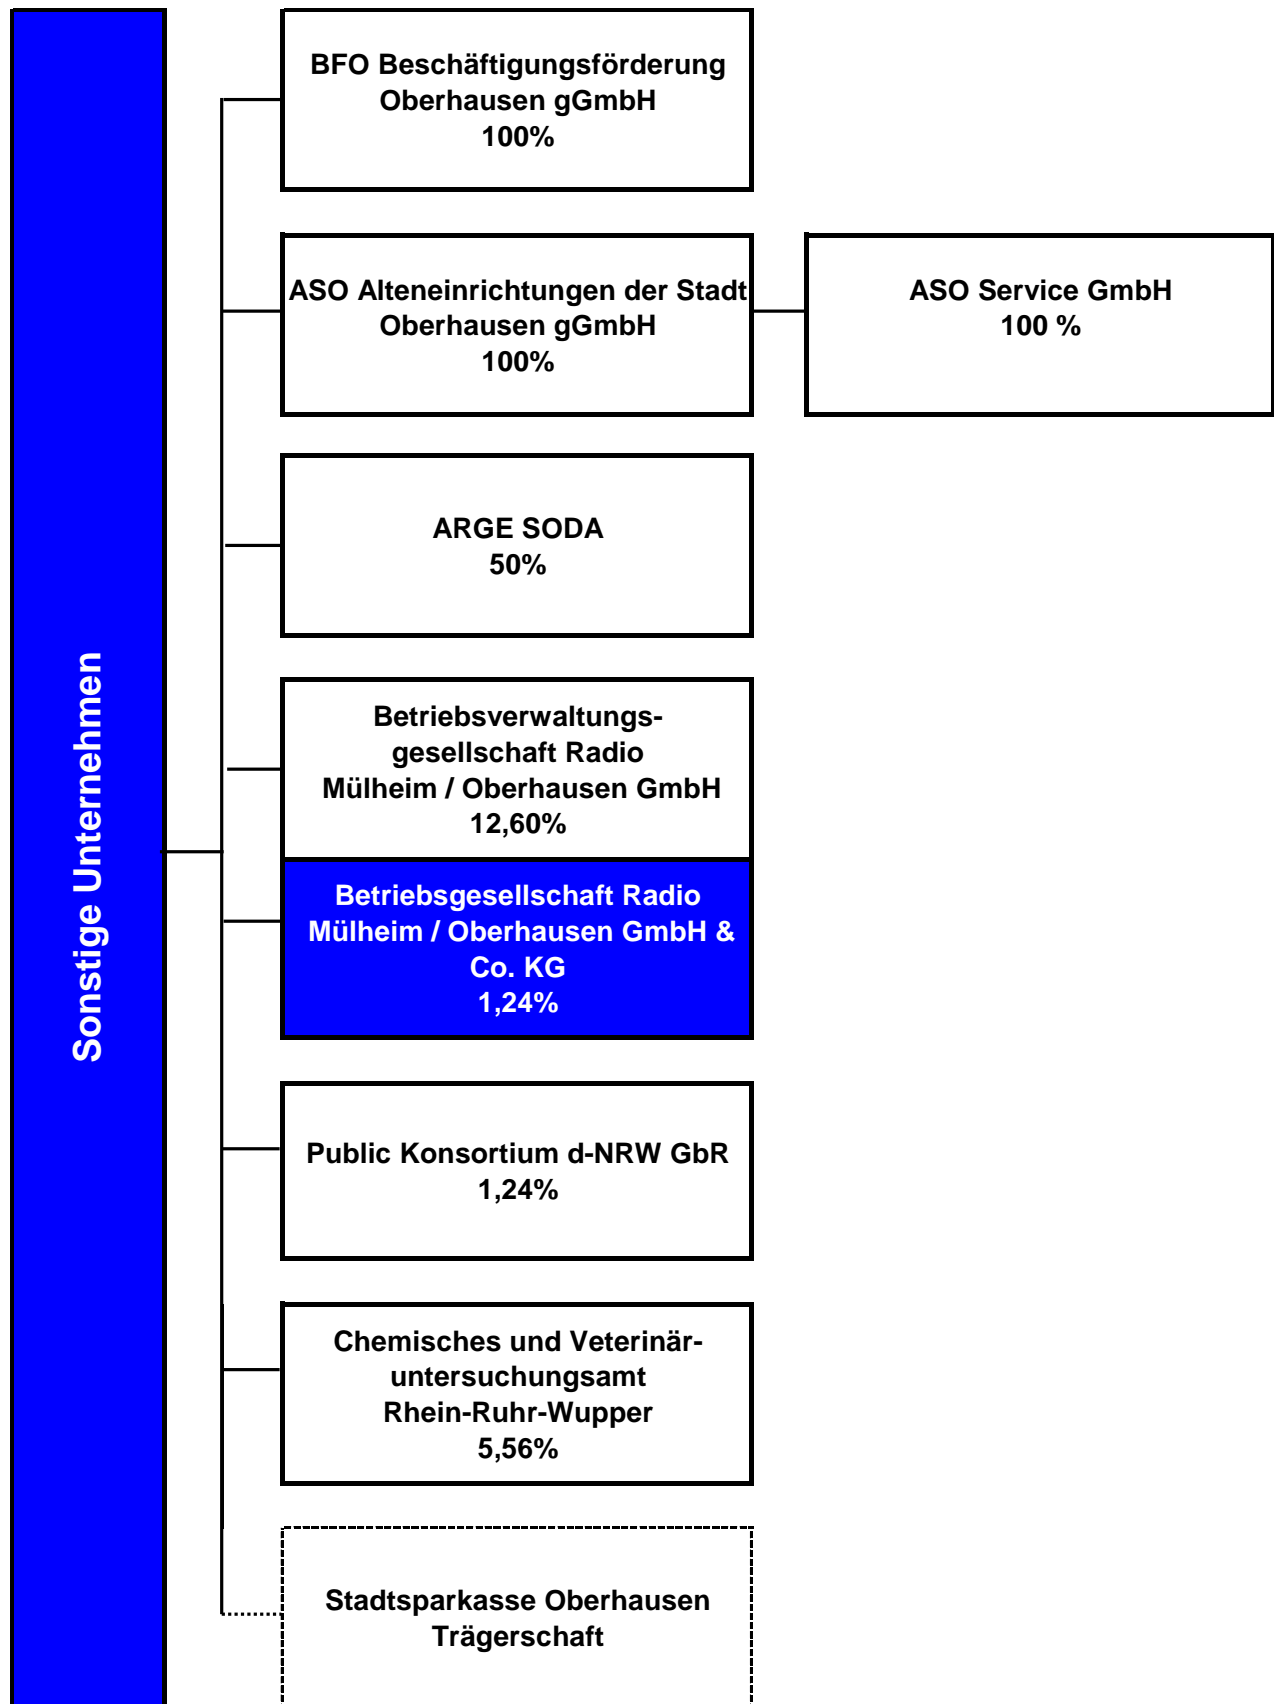 Sonstige Unternehmen
BFO Beschäftigungsförderung
Oberhausen gGmbH
100%
ASO Alteneinrichtungen der Stadt
Oberhausen gGmbH
100%
ASO Service GmbH
100 %
ARGE SODA
50%
Betriebsverwaltungs-
gesellschaft Radio
Mülheim / Oberhausen GmbH
12,60%
Betriebsgesellschaft Radio
Mülheim / Oberhausen GmbH &
Co. KG
1,24%
Public Konsortium d-NRW GbR
1,24%
Chemisches und Veterinär-
untersuchungsamt
Rhein-Ruhr-Wupper
5,56%
Stadtsparkasse Oberhausen
Trägerschaft